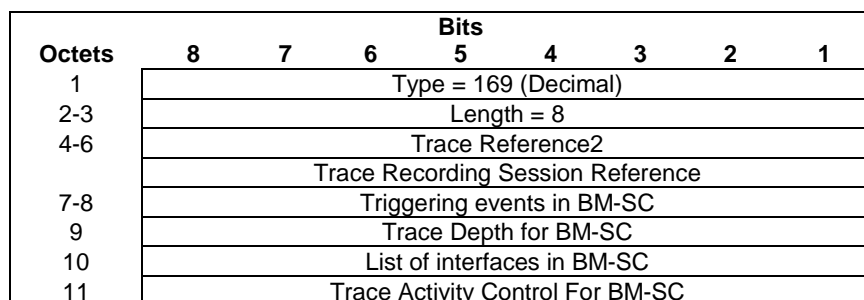 Bits
Octets 8 7 6 5 4 3 2 1
1 Type = 169 (Decimal)
2-3 Length = 8
4-6 Trace Reference2
Trace Recording Session Reference
7-8 Triggering events in BM-SC
9 Trace Depth for BM-SC
10 List of interfaces in BM-SC
11 Trace Activity Control For BM-SC